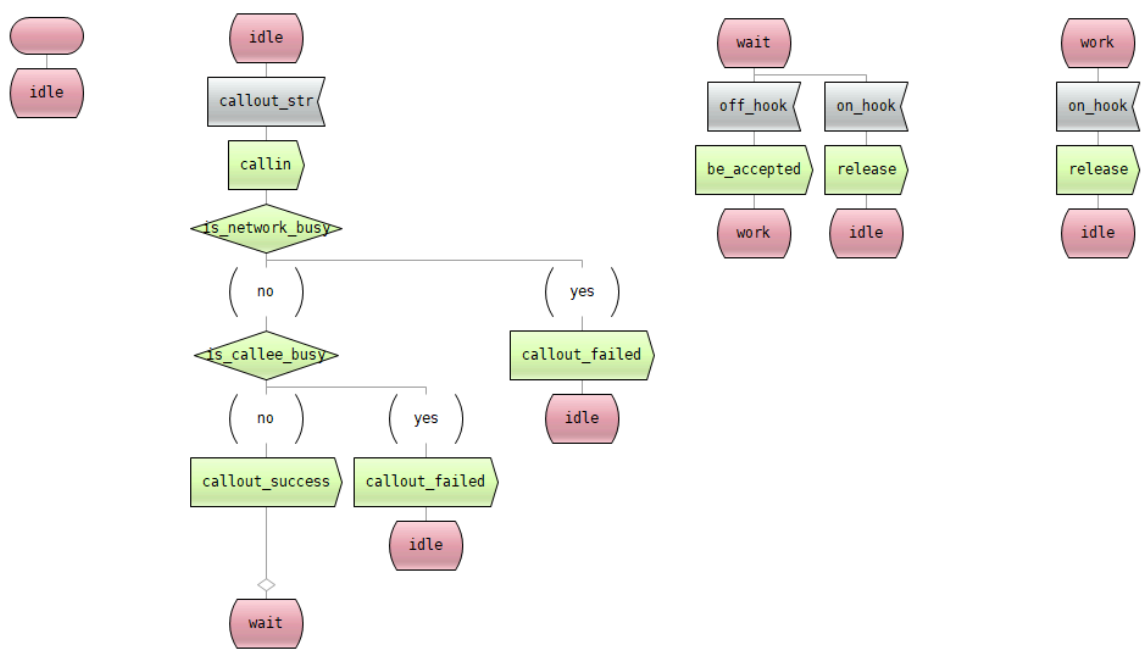 idle
idle
callout_str
callin
is_network_busy
no
yes
is_callee_busy
callout_failed
no
yes
idle
callout_success
callout_failed
idle
wait
wait
off_hook
on_hook
be_accepted
release
work
idle
work
on_hook
release
idle